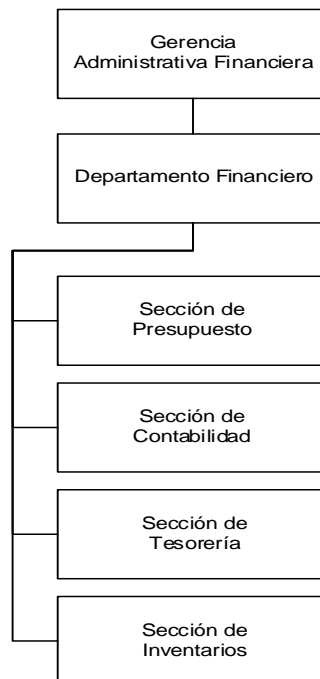 Gerencia
Administrativa Financiera
Departamento Financiero
Sección de
Presupuesto
Sección de
Contabilidad
Sección de
Tesorería
Sección de
Inventarios